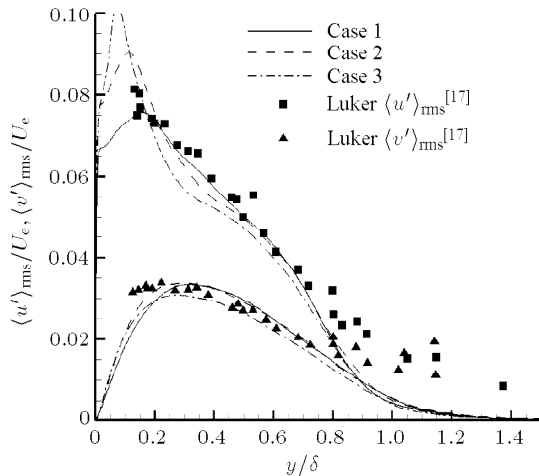 Case 1
Case 2
Case 3
Luker ⟨u′⟩rms[17]
Luker ⟨v′⟩rms[17]
⟨u′⟩rms/Ue, ⟨v′⟩rms/Ue
0.10
0.08
0.06
0.04
0.02
0
0 0.2 0.4 0.6 0.8 1.0 1.2 1.4
y/δ